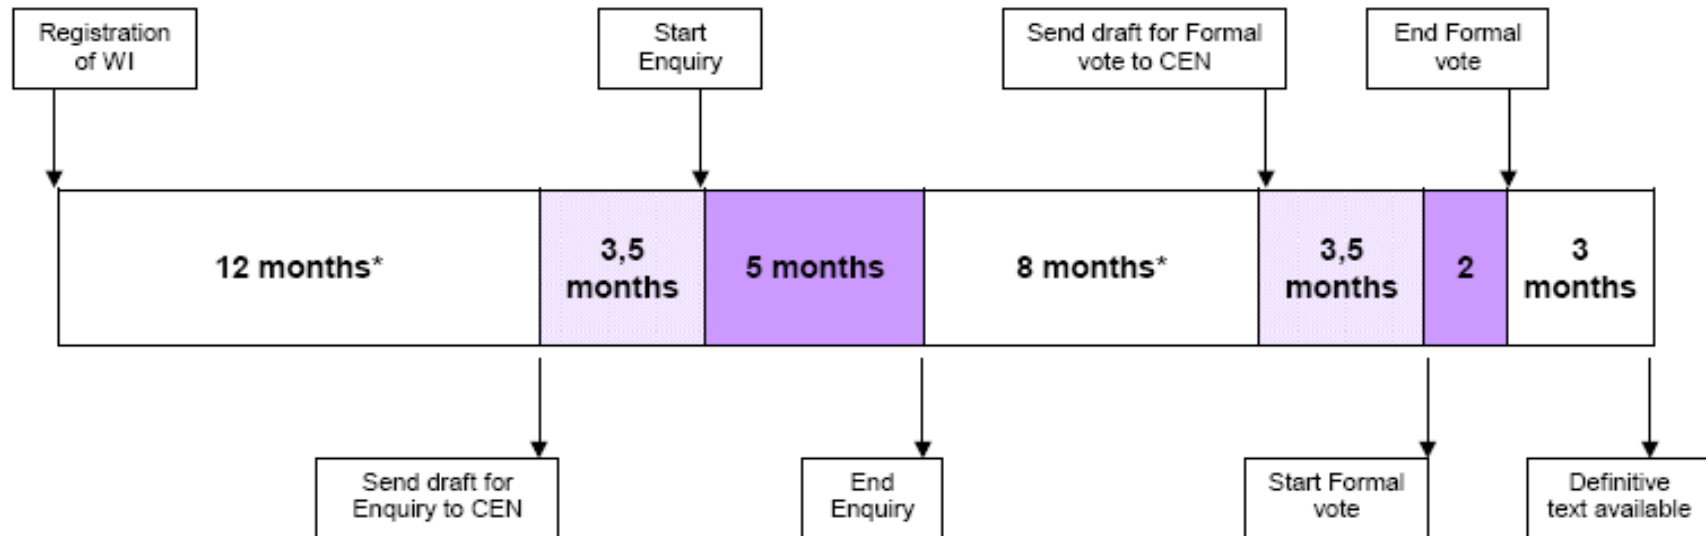 Registration
of WI
Start
Enquiry
Send draft for Formal
vote to CEN
End Formal
vote
12 months*
3,5
months
5 months
8 months*
3,5
months
2
3
months
Send draft for
Enquiry to CEN
End
Enquiry
Start Formal
vote
Definitive
text available